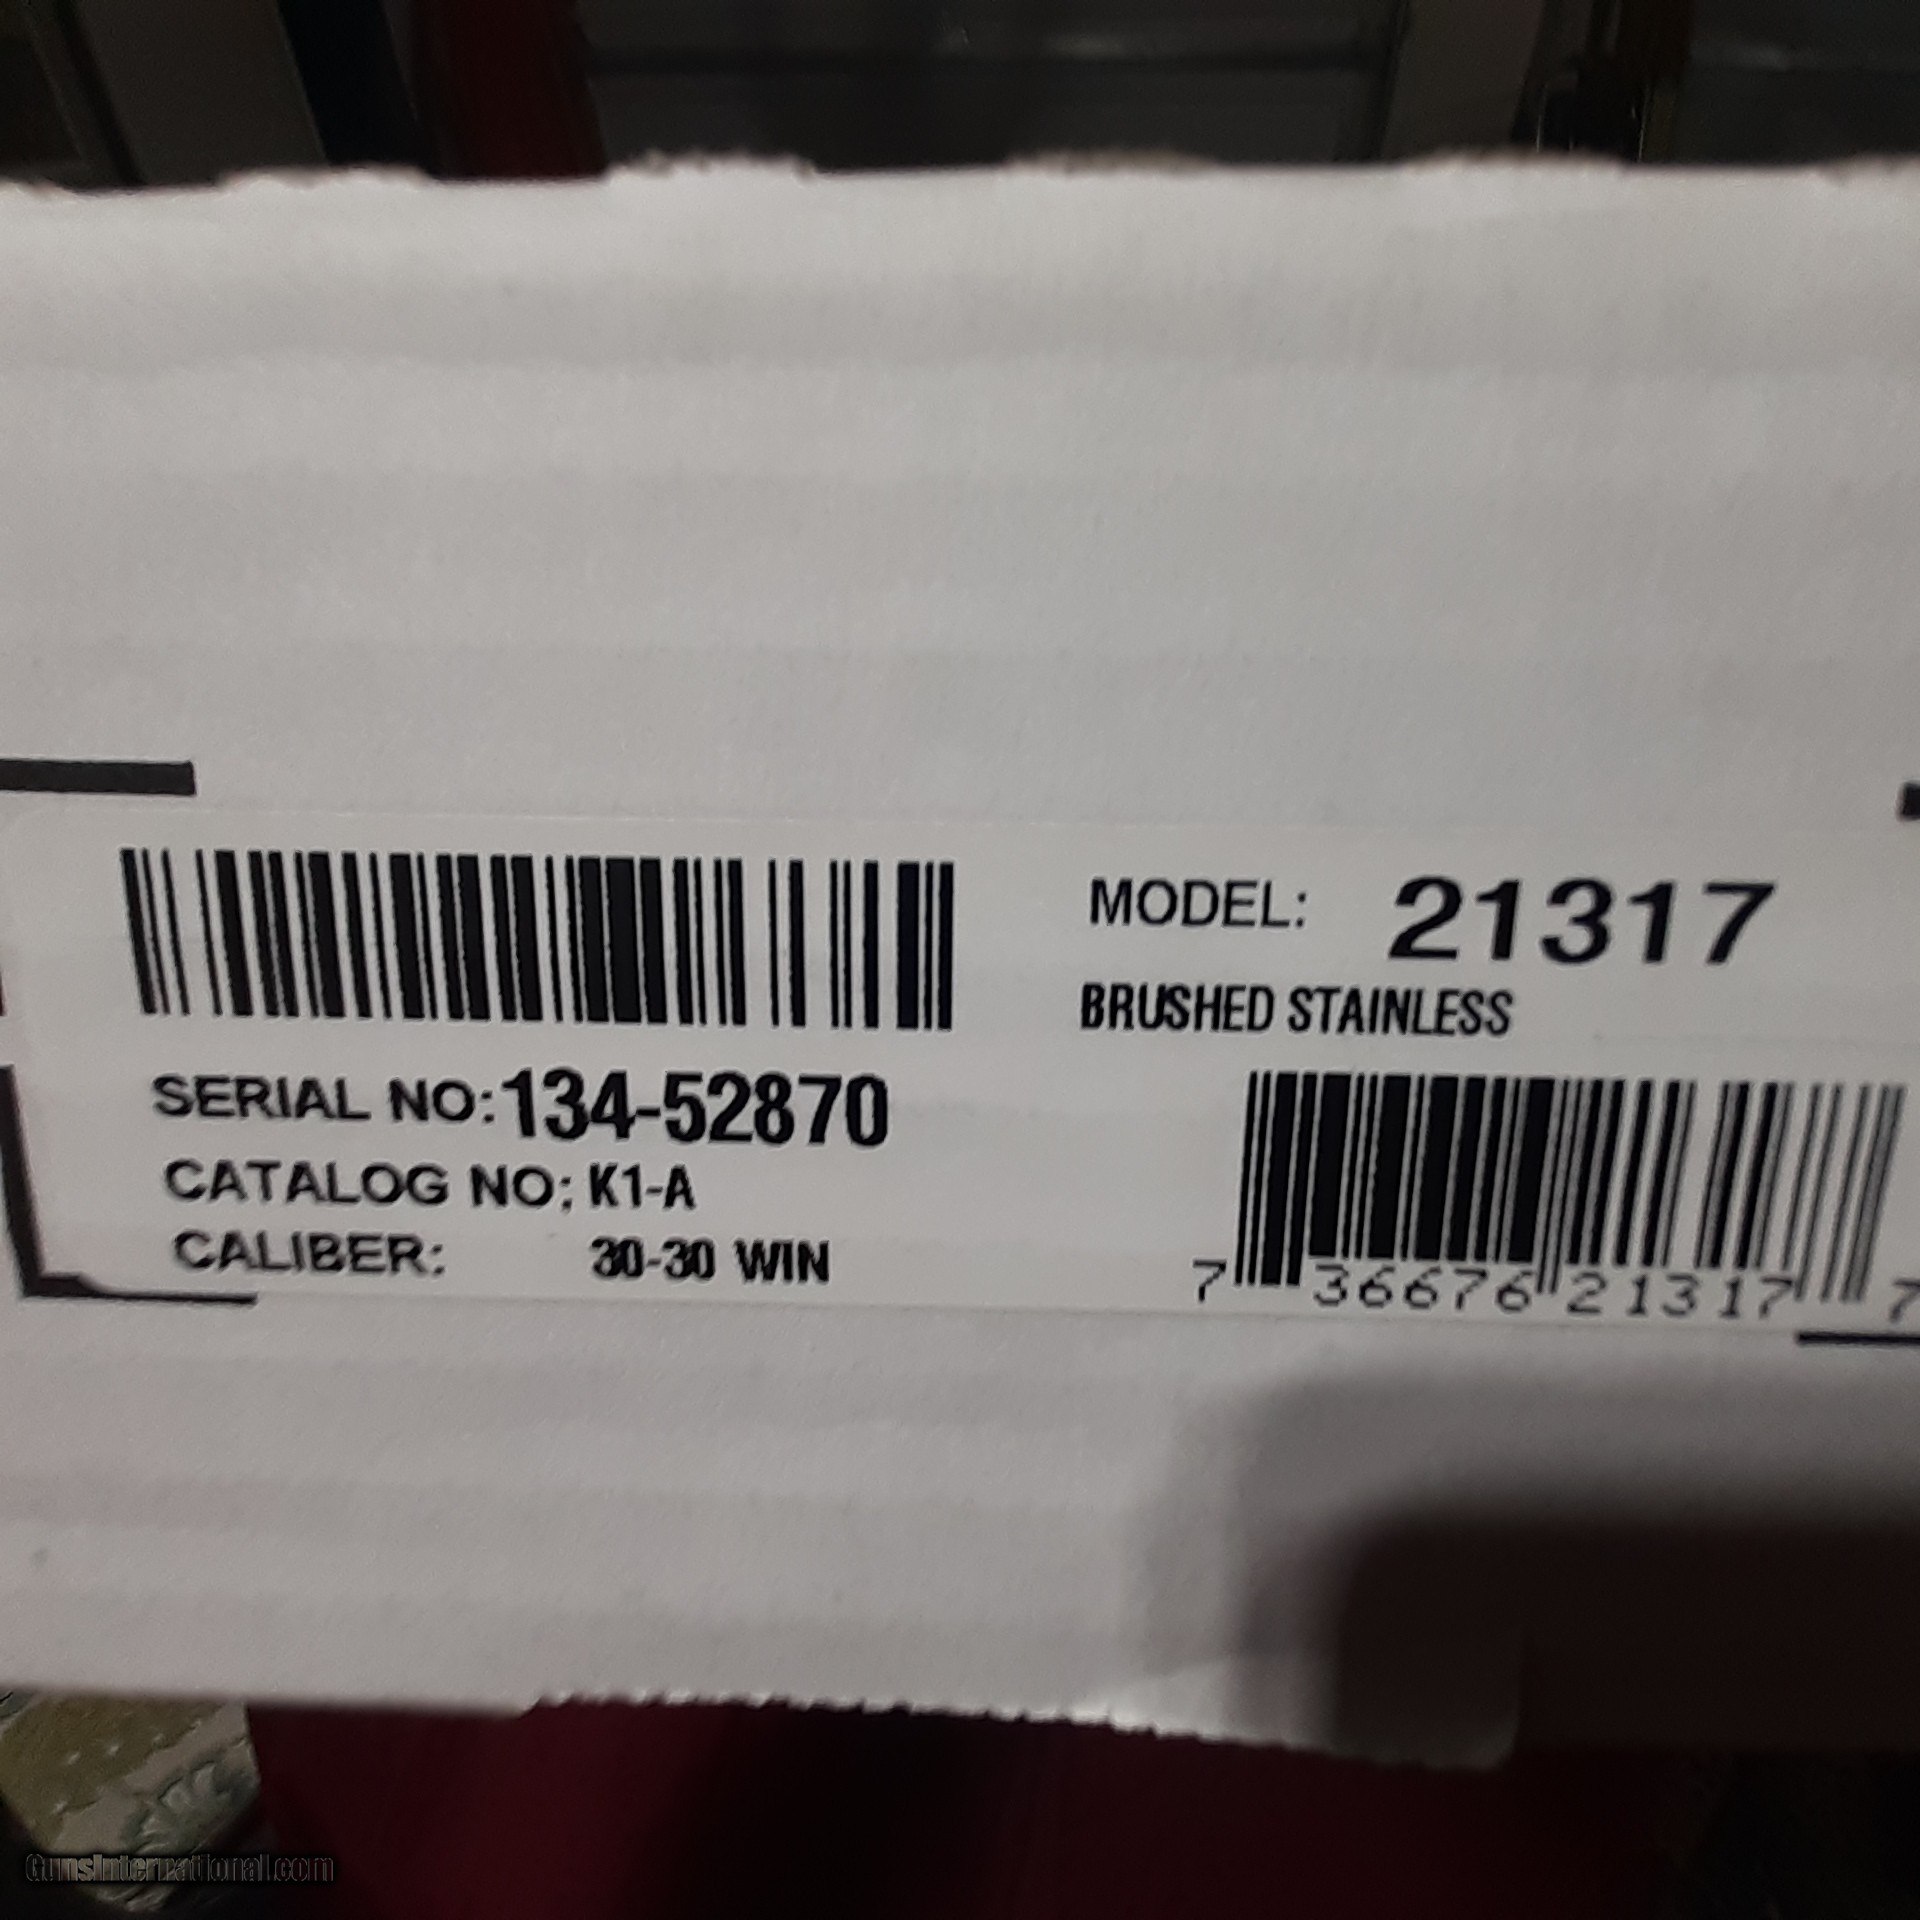 MODEL: 21317
BRUSHED STAINLESS
SERIAL NO: 134-52870
CATALOG NO: K1-A
CALIBER: 30-30 WIN
7 36676 21317 7
GunsInternational.com